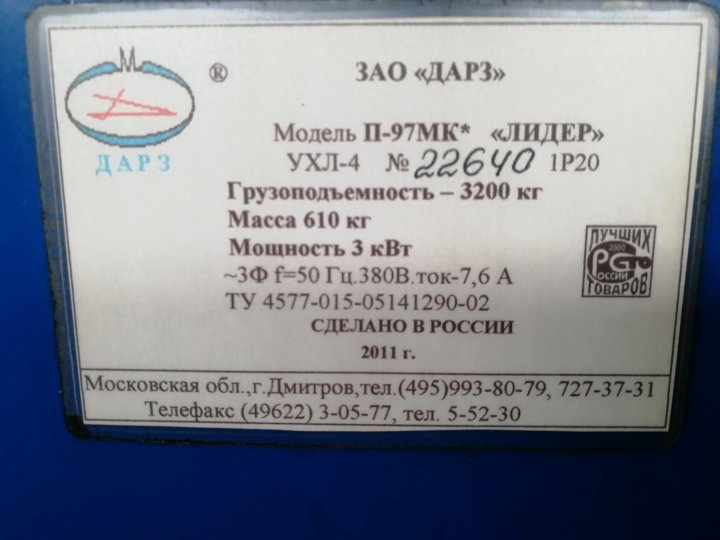 М
ДАРЗ
®
ЗАО «ДАРЗ»
Модель П-97МК* «ЛИДЕР»
УХЛ-4 № 22640 1Р20
Грузоподъемность – 3200 кг
Масса 610 кг
Мощность 3 кВт
~3Ф f=50 Гц.380В.ток-7,6 А
ТУ 4577-015-05141290-02
СДЕЛАНО В РОССИИ
2011 г.
ЛУЧШИХ
2000
РСТо
РОССИИ
ТОВАРОВ
Московская обл.,г.Дмитров,тел.(495)993-80-79, 727-37-31
Телефакс (49622) 3-05-77, тел. 5-52-30